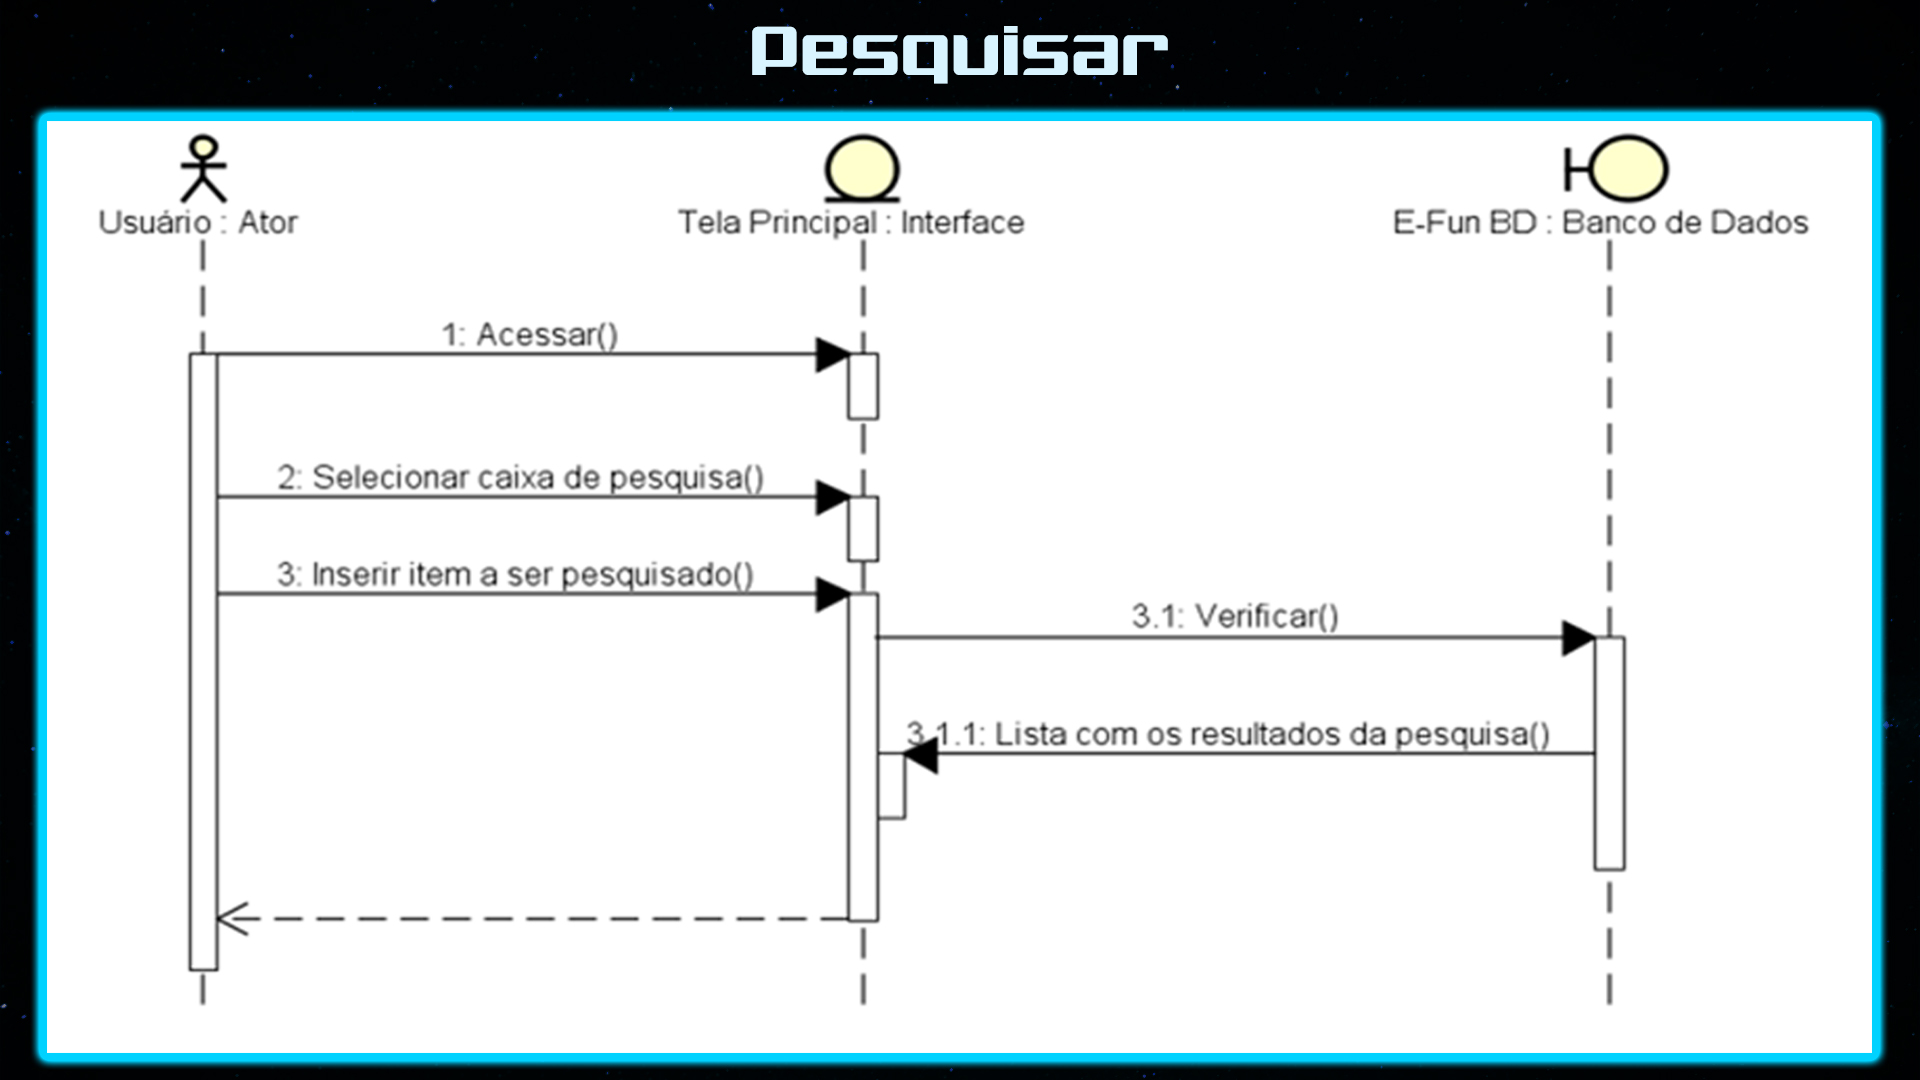 Pesquisar
Usuário : Ator
Tela Principal : Interface
E-Fun BD : Banco de Dados
1: Acessar()
2: Selecionar caixa de pesquisa()
3: Inserir item a ser pesquisado()
3.1: Verificar()
3.1.1: Lista com os resultados da pesquisa()